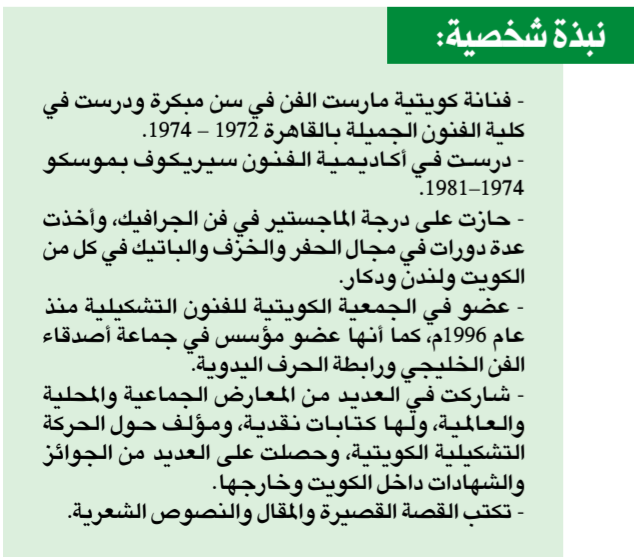 نبذة شخصية:
- فنانة كويتية مارست الفن في سن مبكرة ودرست في
كلية الفنون الجميلة بالقاهرة 1972 – 1974.
- درست في أكاديمية الفنون سيريكوف بموسكو
1974–1981.
- حازت على درجة الماجستير في فن الجرافيك، وأخذت
عدة دورات في مجال الحفر والخزف والباتيك في كل من
الكويت ولندن ودكار.
- عضو في الجمعية الكويتية للفنون التشكيلية منذ
عام 1996م، كما أنها عضو مؤسس في جماعة أصدقاء
الفن الخليجي ورابطة الحرف اليدوية.
- شاركت في العديد من المعارض الجماعية والمحلية
والعالمية، ولها كتابات نقدية، ومؤلف حول الحركة
التشكيلية الكويتية، وحصلت على العديد من الجوائز
والشهادات داخل الكويت وخارجها.
- تكتب القصة القصيرة والمقال والنصوص الشعرية.